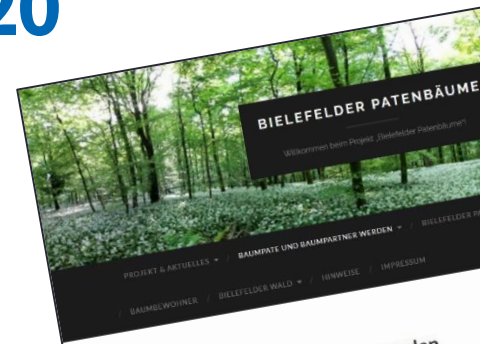 20
BIELEFELDER PATENBÄUME
Willkommen beim Projekt „Bielefelder Patenbäume“!
PROJEKT & AKTUELLES / BAUMPATE UND BAUMPARTNER WERDEN / BIELEFELDER
/ BAUMBEWOHNER / BIELEFELDER WALD / HINWEISE / IMPRESSUM